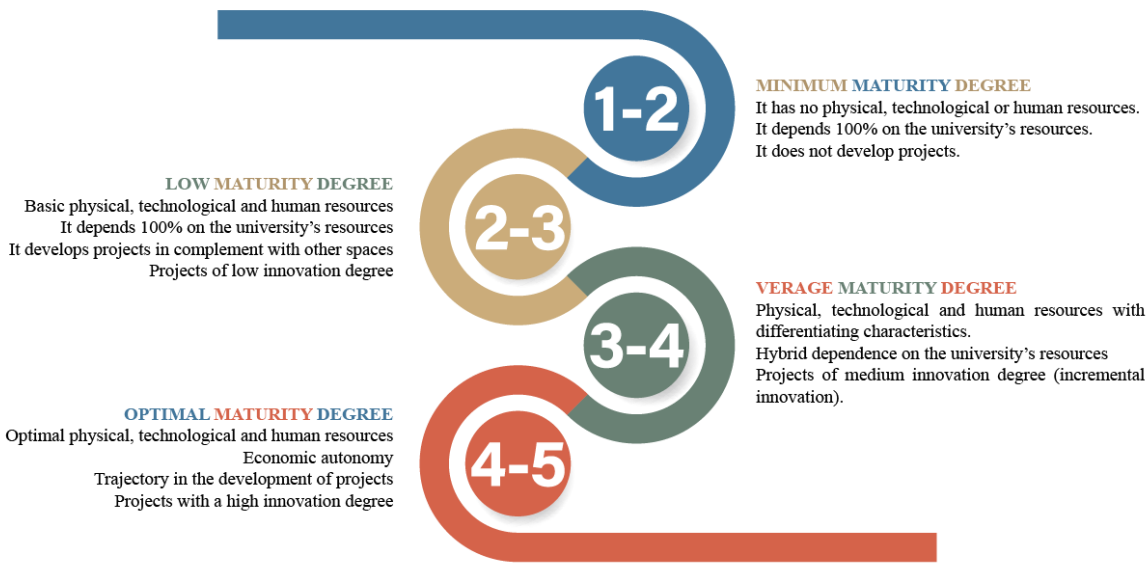 1-2
MINIMUM MATURITY DEGREE
It has no physical, technological or human resources.
It depends 100% on the university's resources.
It does not develop projects.
2-3
LOW MATURITY DEGREE
Basic physical, technological and human resources
It depends 100% on the university's resources
It develops projects in complement with other spaces
Projects of low innovation degree
3-4
VERAGE MATURITY DEGREE
Physical, technological and human resources with
differentiating characteristics.
Hybrid dependence on the university's resources
Projects of medium innovation degree (incremental
innovation).
4-5
OPTIMAL MATURITY DEGREE
Optimal physical, technological and human resources
Economic autonomy
Trajectory in the development of projects
Projects with a high innovation degree